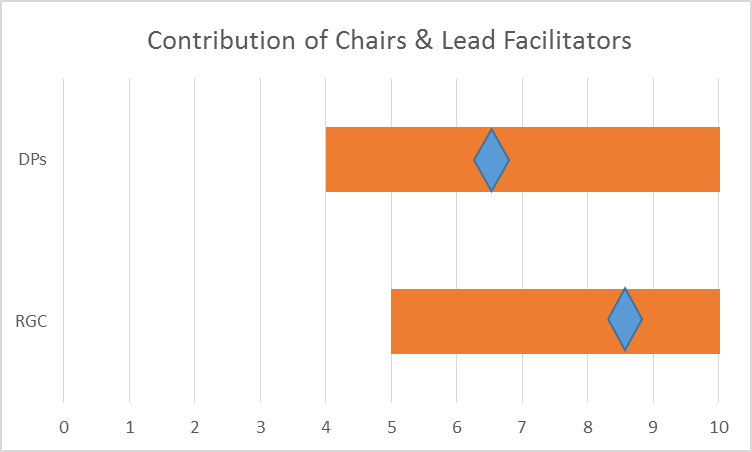 Contribution of Chairs & Lead Facilitators
DPs
RGC
0 1 2 3 4 5 6 7 8 9 10